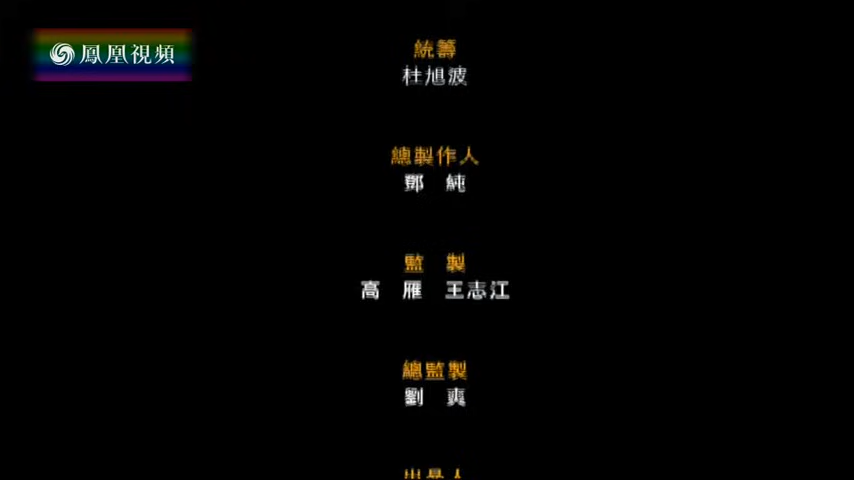 鳳凰視頻
統籌
杜旭波
總製作人
鄧 純
監 製
高 雁 王志江
總監製
劉 爽